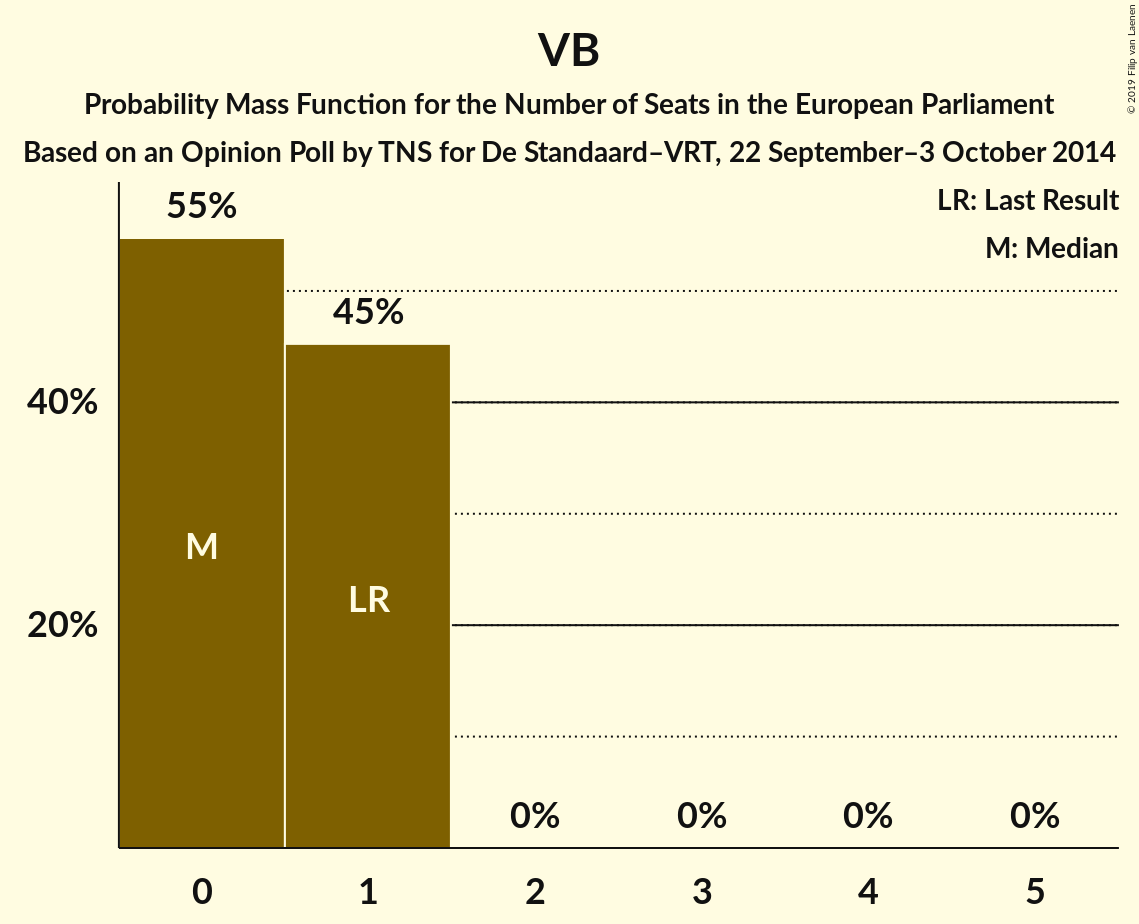 VB
Probability Mass Function for the Number of Seats in the European Parliament
Based on an Opinion Poll by TNS for De Standaard–VRT, 22 September–3 October 2014
© 2019 Filip van Laenen
LR: Last Result
M: Median
55%
45%
40%
20%
M
LR
0%
0%
0%
0%
0
1
2
3
4
5